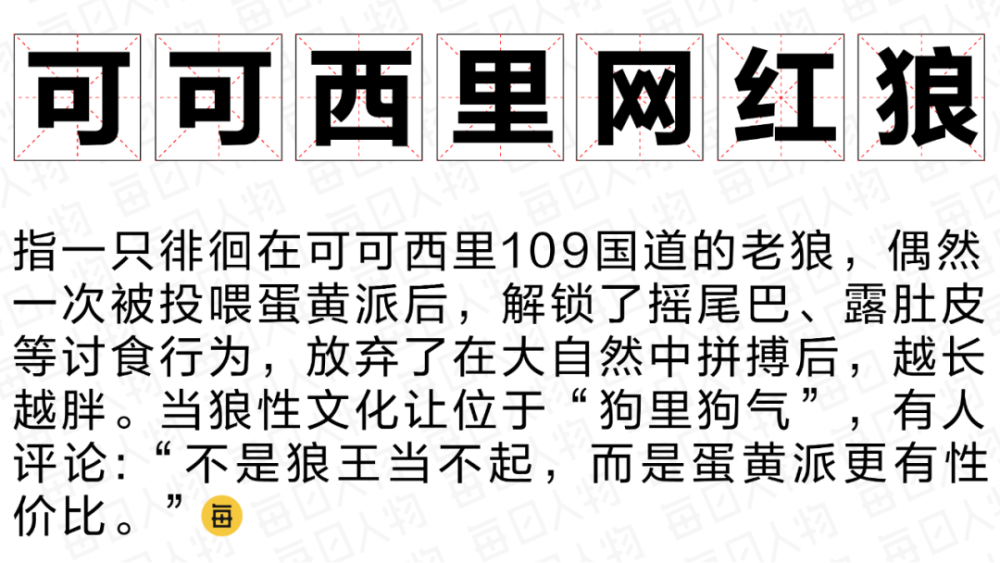 可可西里网红狼
指一只徘徊在可可西里109国道的老狼，偶然
一次被投喂蛋黄派后，解锁了摇尾巴、露肚皮
等讨食行为，放弃了在大自然中拼搏后，越长
越胖。当狼性文化让位于“狗里狗气”，有人
评论：“不是狼王当不起，而是蛋黄派更有性
价比。”每
每日人物